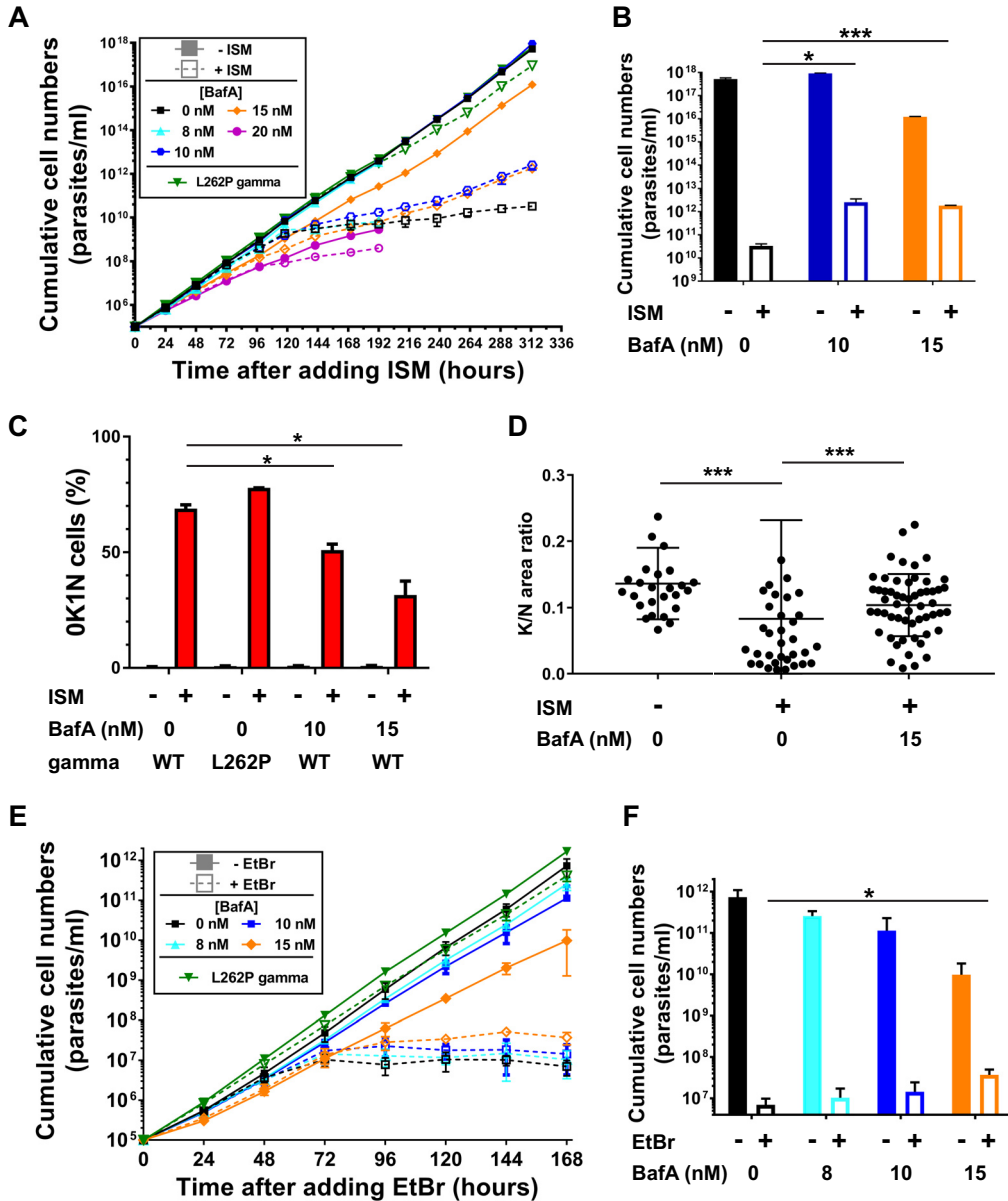 A
Cumulative cell numbers
(parasites/ml)
10^18
10^16
10^14
10^12
10^10
10^8
10^6
- ISM
+ ISM
[BafA]
0 nM 15 nM
8 nM 20 nM
10 nM
L262P gamma
0 24 48 72 96 120 144 168 192 216 240 264 288 312 336
Time after adding ISM (hours)
B
Cumulative cell numbers
(parasites/ml)
10^18
10^17
10^16
10^15
10^14
10^13
10^12
10^11
10^10
10^9
***
*
ISM - + - + - +
BafA (nM) 0 10 15
C
0K1N cells (%)
100
50
0
*
*
ISM - + - + - + - +
BafA (nM) 0 0 10 15
gamma WT L262P WT WT
D
K/N area ratio
0.3
0.2
0.1
0.0
*** ***
ISM - + +
BafA (nM) 0 0 15
E
Cumulative cell numbers
(parasites/ml)
10^12
10^11
10^10
10^9
10^8
10^7
10^6
10^5
- EtBr
+ EtBr
[BafA]
0 nM 10 nM
8 nM 15 nM
L262P gamma
0 24 48 72 96 120 144 168
Time after adding EtBr (hours)
F
Cumulative cell numbers
(parasites/ml)
10^12
10^11
10^10
10^9
10^8
10^7
*
EtBr - + - + - + - +
BafA (nM) 0 8 10 15